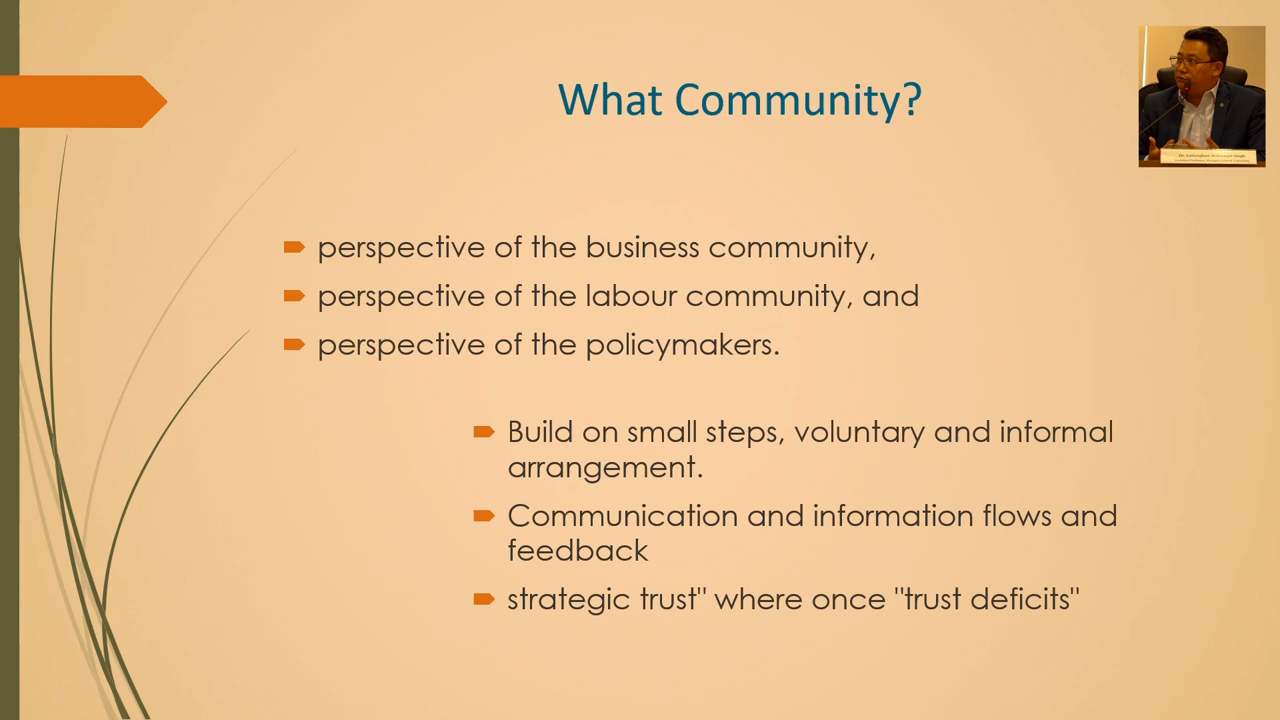 What Community?
perspective of the business community,
perspective of the labour community, and
perspective of the policymakers.
Build on small steps, voluntary and informal
arrangement.
Communication and information flows and
feedback
strategic trust" where once "trust deficits"